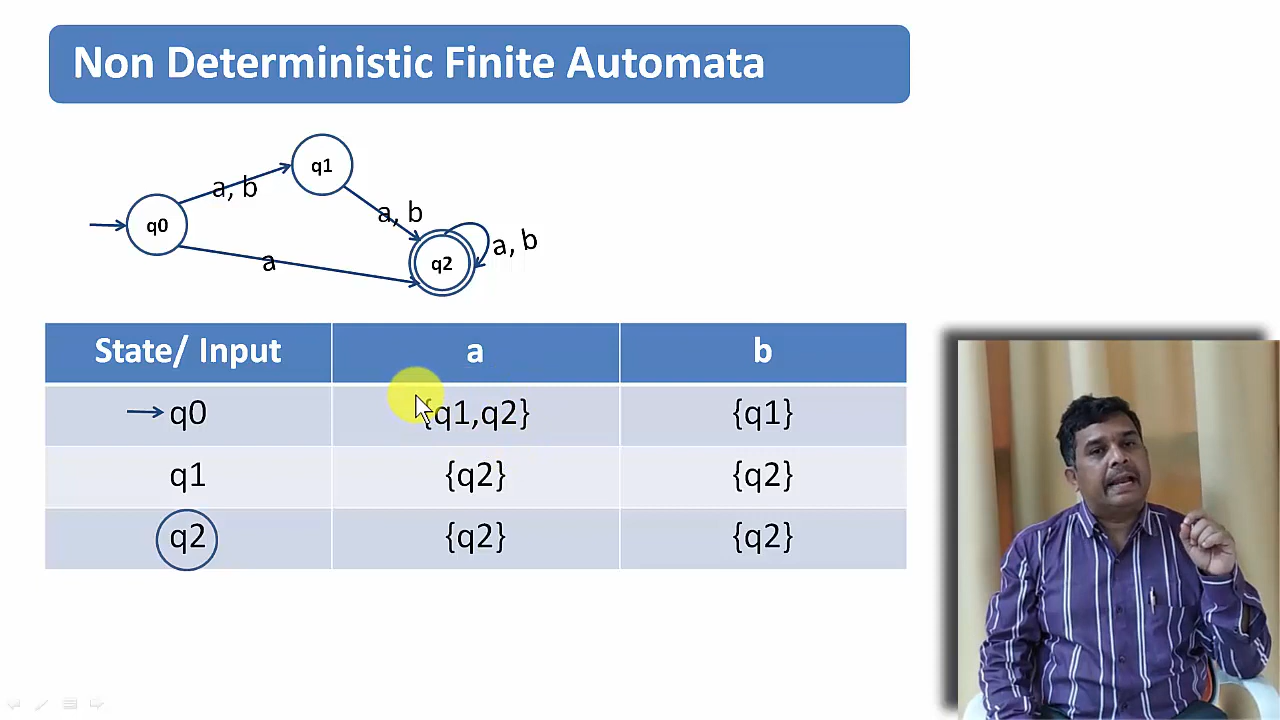 Non Deterministic Finite Automata
q1
a, b
a, b
q0
q2
a, b
a
State/ Input a b
q0 {q1,q2} {q1}
q1 {q2} {q2}
q2 {q2} {q2}